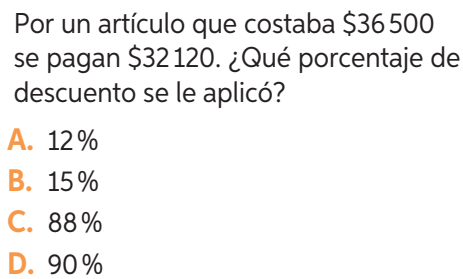 Por un artículo que costaba $36 500
se pagan $32 120. ¿Qué porcentaje de
descuento se le aplicó?
A. 12 %
B. 15 %
C. 88 %
D. 90 %